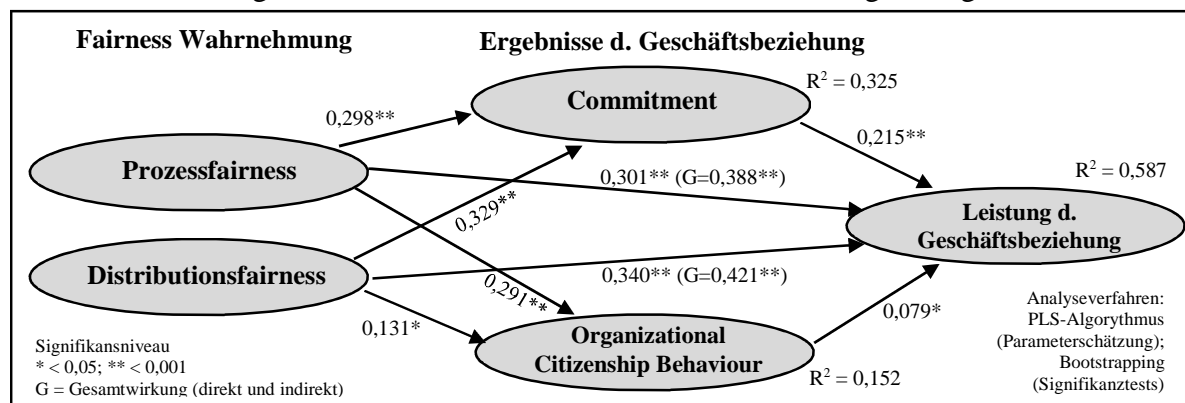 Fairness Wahrnehmung
Ergebnisse d. Geschäftsbeziehung
Commitment
R² = 0,325
0,298**
0,215**
Prozessfairness
0,301** (G=0,388**)
R² = 0,587
0,329**
Leistung d.
Geschäftsbeziehung
Distributionsfairness
0,340** (G=0,421**)
0,291**
0,131*
0,079*
Organizational
Citizenship Behaviour
R² = 0,152
Signifikansniveau
* < 0,05; ** < 0,001
G = Gesamtwirkung (direkt und indirekt)
Analyseverfahren:
PLS-Algorythmus
(Parameterschätzung);
Bootstrapping
(Signifikanztests)